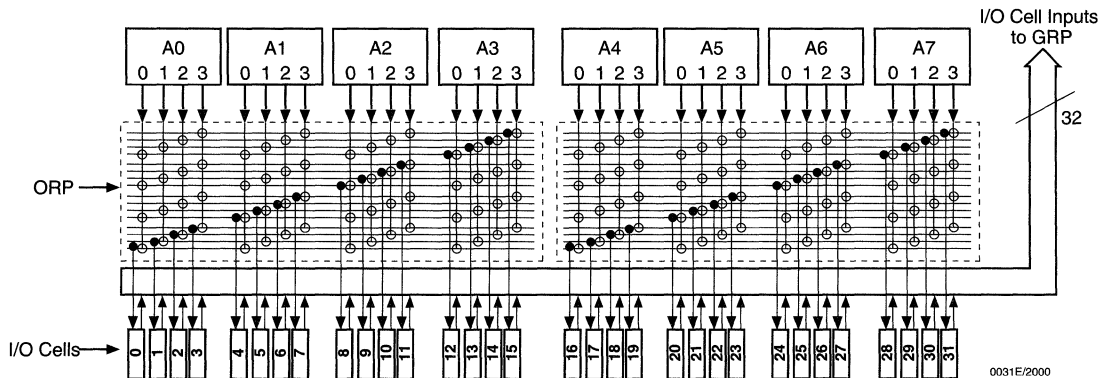 I/O Cell Inputs
to GRP
A0 A1 A2 A3 A4 A5 A6 A7
0 1 2 3 0 1 2 3 0 1 2 3 0 1 2 3 0 1 2 3 0 1 2 3 0 1 2 3 0 1 2 3
32
ORP
I/O Cells
0 1 2 3 4 5 6 7 8 9 10 11 12 13 14 15 16 17 18 19 20 21 22 23 24 25 26 27 28 29 30 31
0031E/2000